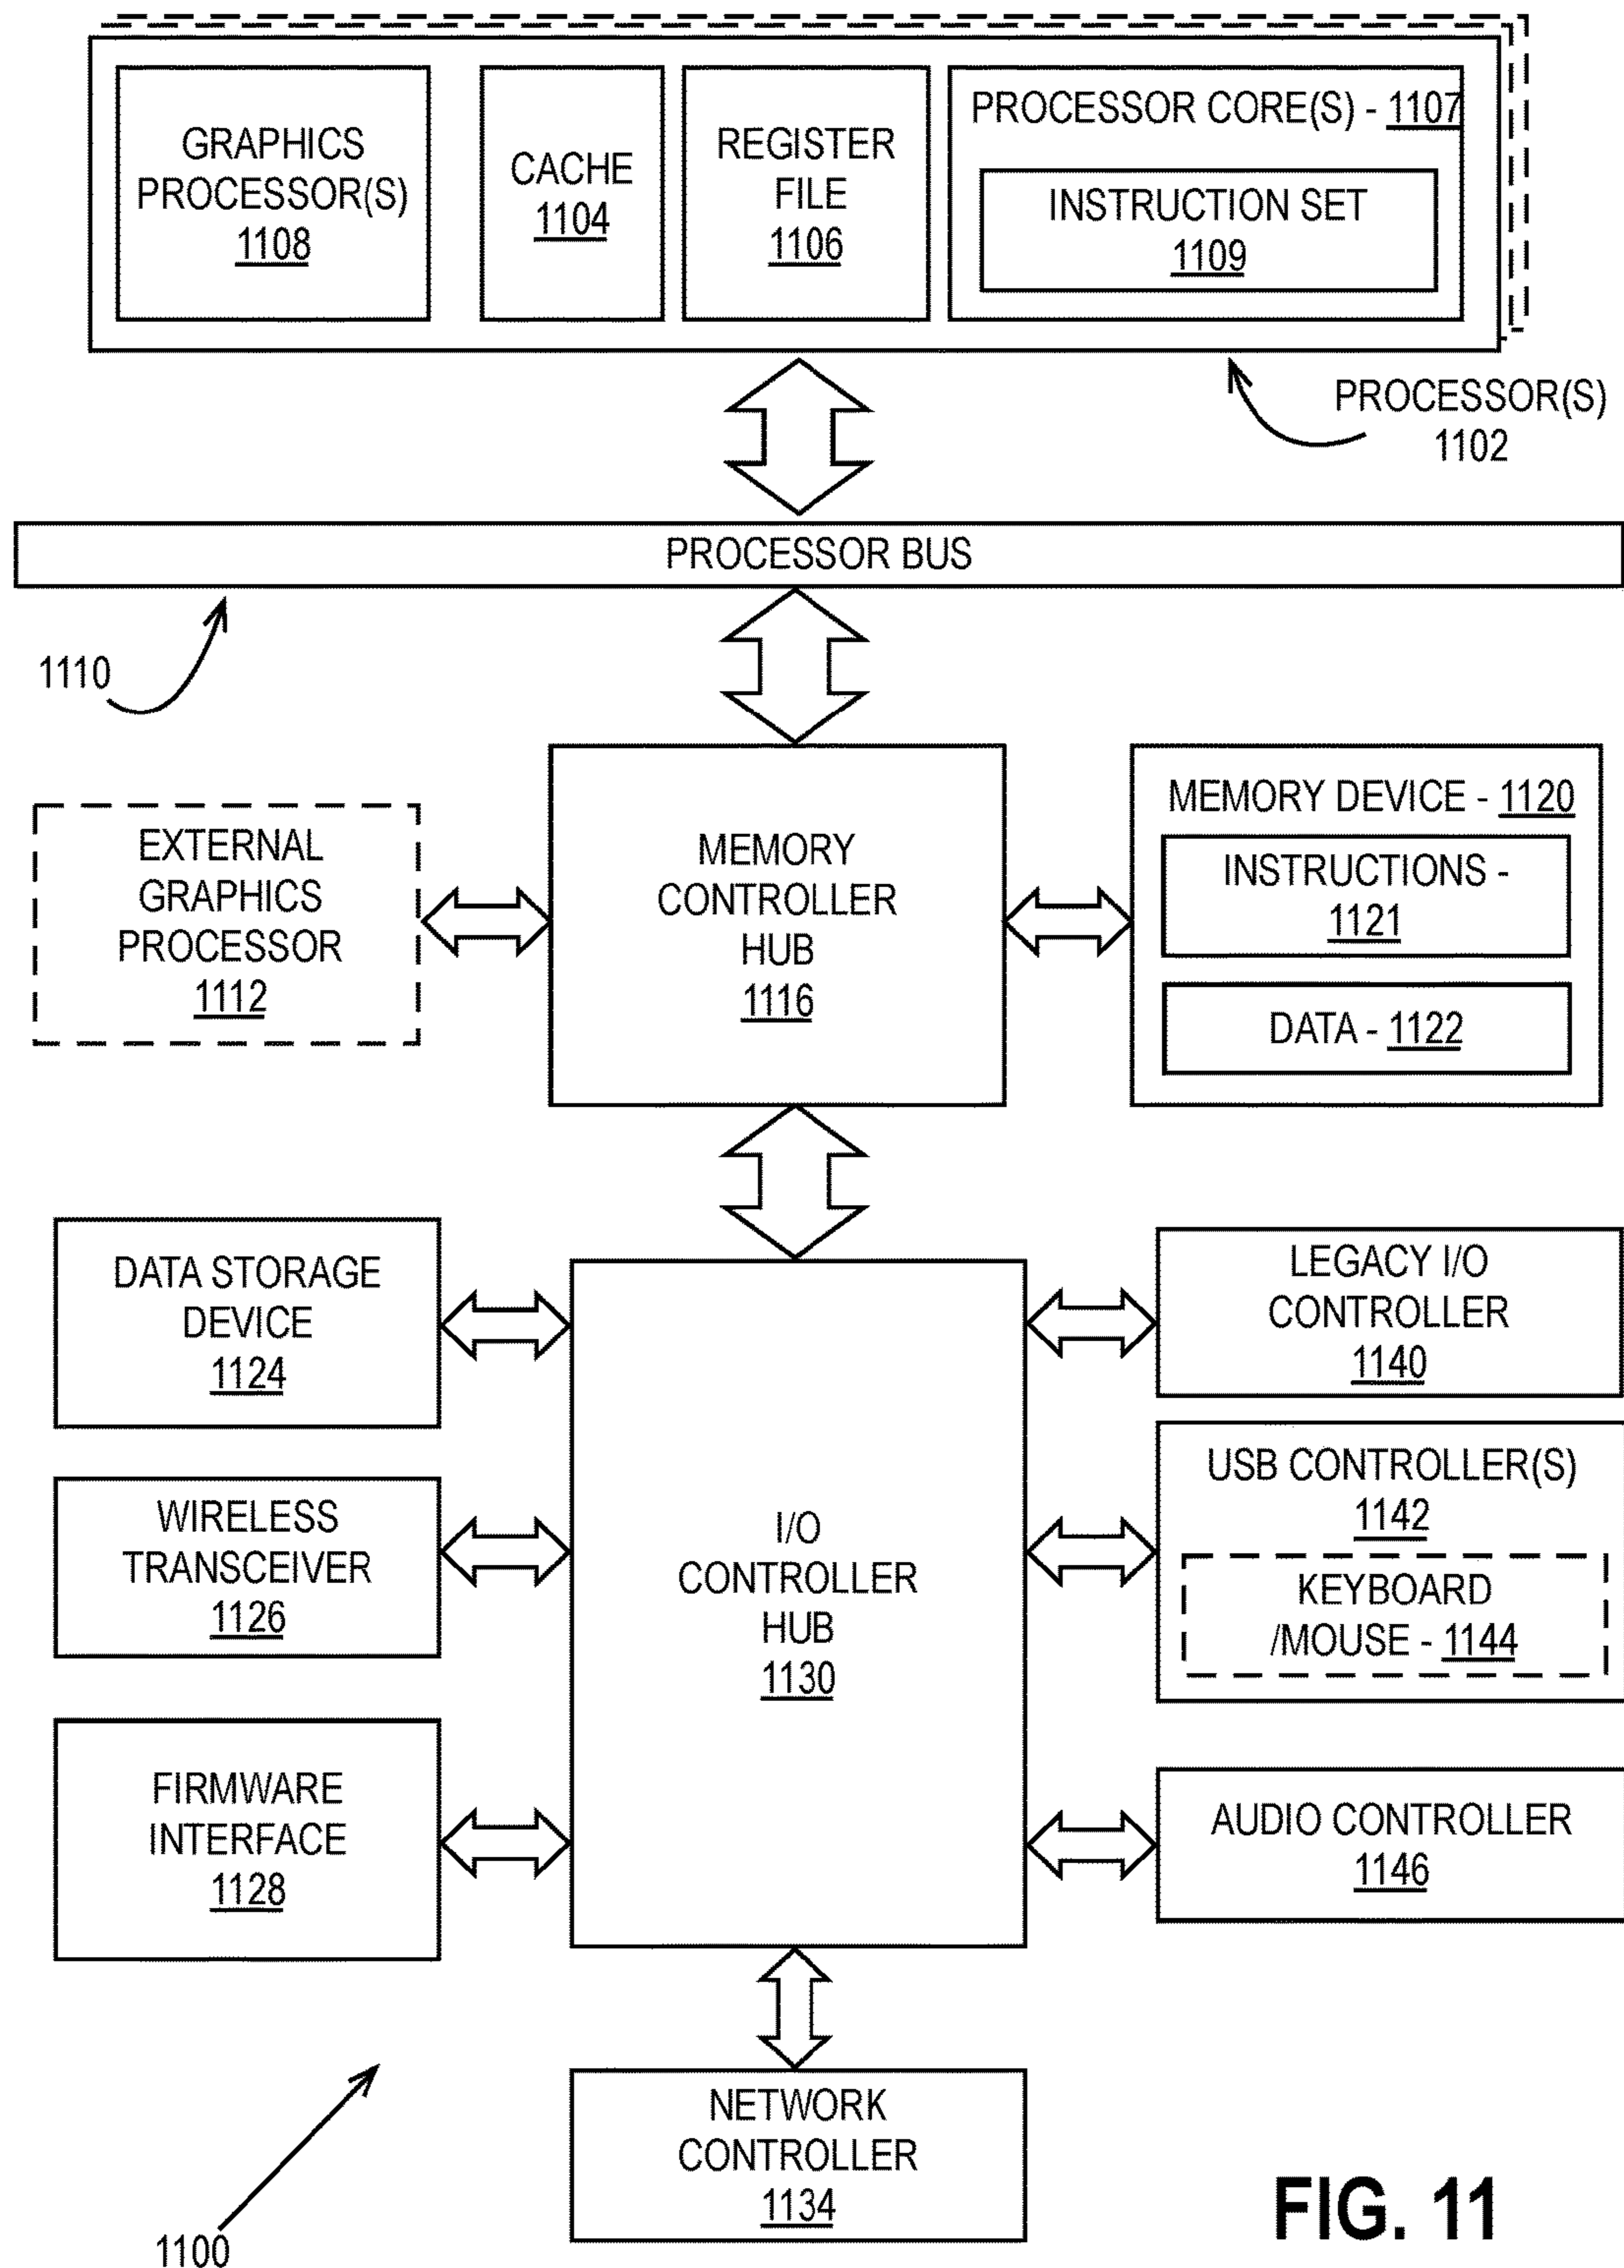 GRAPHICS
PROCESSOR(S)
1108
CACHE
1104
REGISTER
FILE
1106
PROCESSOR CORE(S) - 1107
INSTRUCTION SET
1109
PROCESSOR(S)
1102
PROCESSOR BUS
1110
EXTERNAL
GRAPHICS
PROCESSOR
1112
MEMORY
CONTROLLER
HUB
1116
MEMORY DEVICE - 1120
INSTRUCTIONS -
1121
DATA - 1122
DATA STORAGE
DEVICE
1124
WIRELESS
TRANSCEIVER
1126
FIRMWARE
INTERFACE
1128
I/O
CONTROLLER
HUB
1130
LEGACY I/O
CONTROLLER
1140
USB CONTROLLER(S)
1142
KEYBOARD
/MOUSE - 1144
AUDIO CONTROLLER
1146
NETWORK
CONTROLLER
1134
1100
FIG. 11